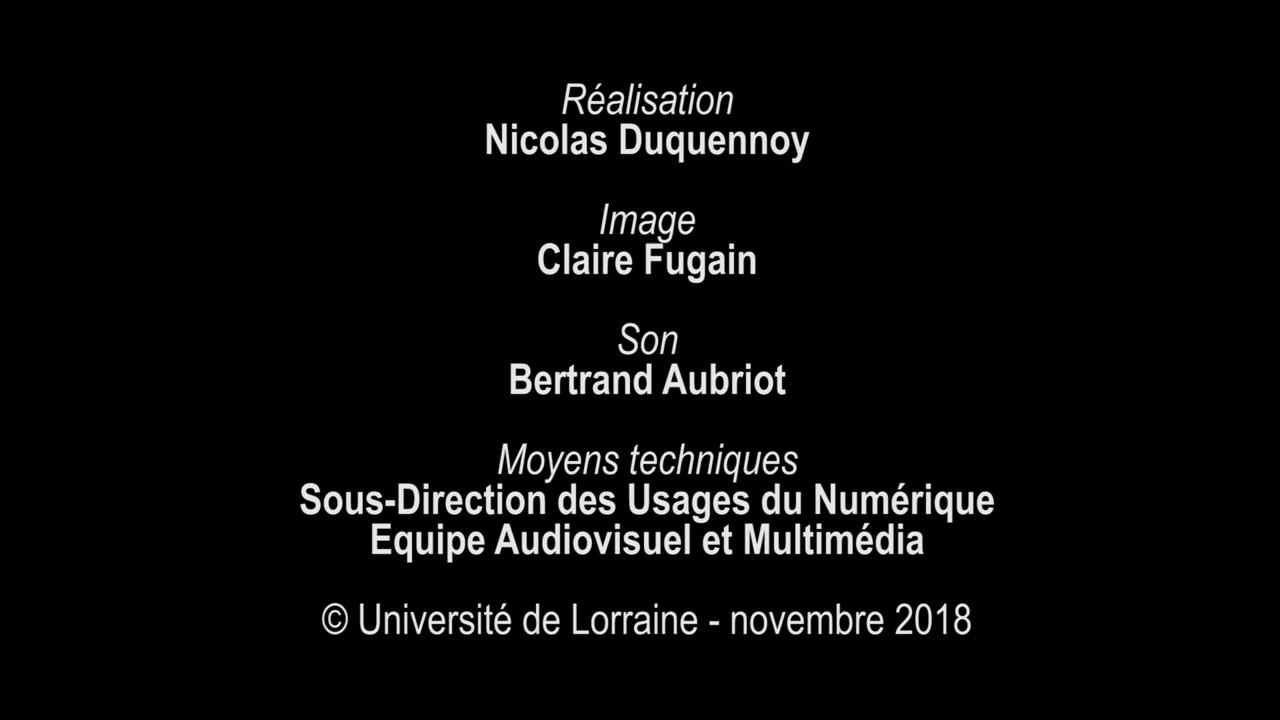 Réalisation
Nicolas Duquennoy
Image
Claire Fugain
Son
Bertrand Aubriot
Moyens techniques
Sous-Direction des Usages du Numérique
Equipe Audiovisuel et Multimédia
© Université de Lorraine - novembre 2018